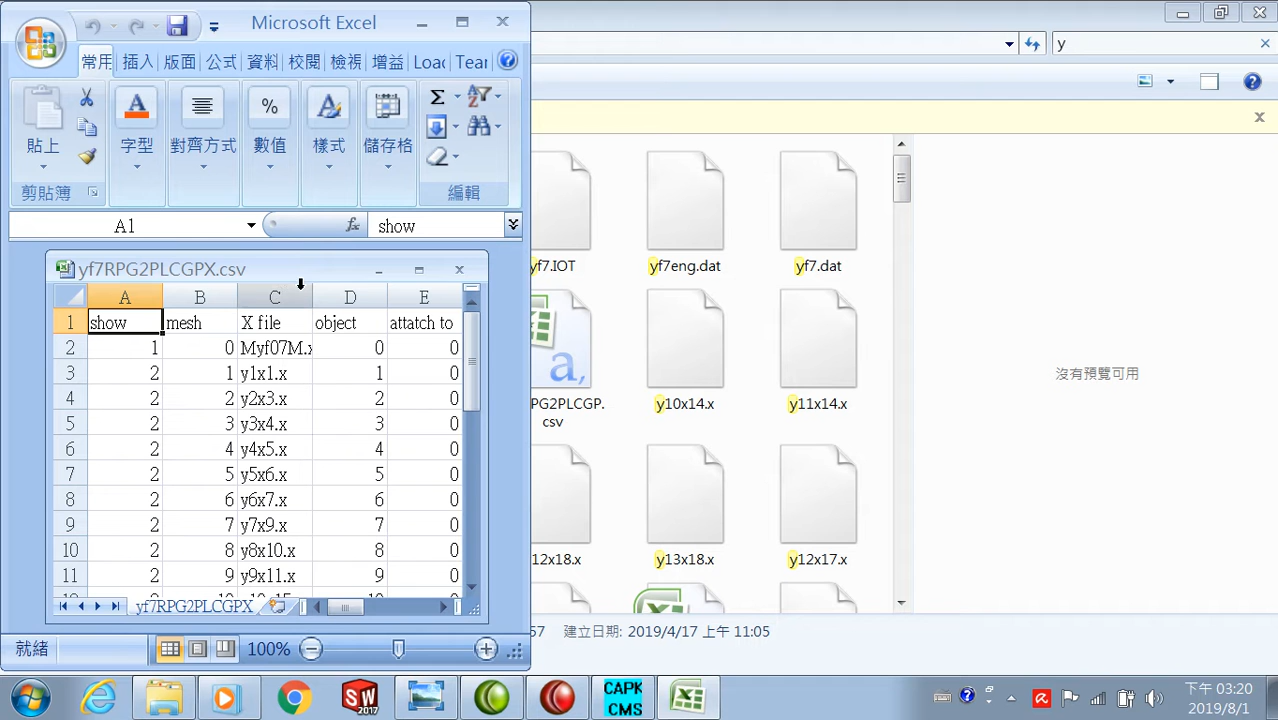 Microsoft Excel
y
常用 插入 版面 公式 資料 校閱 檢視 增益 Load Tear
貼上 字型 對齊方式 數值 樣式 儲存格
剪貼簿 編輯
A1 fx show
yf7RPG2PLCGPX.csv
A B C D E
1 show mesh X file object attatch to
2 1 0 Myf07M.x 0 0
3 2 1 y1x1.x 1 0
4 2 2 y2x3.x 2 0
5 2 3 y3x4.x 3 0
6 2 4 y4x5.x 4 0
7 2 5 y5x6.x 5 0
8 2 6 y6x7.x 6 0
9 2 7 y7x9.x 7 0
10 2 8 y8x10.x 8 0
11 2 9 y9x11.x 9 0
yf7RPG2PLCGPX
就緒 100%
yf7.IOT yf7eng.dat yf7.dat
a,
PG2PLCGP.
csv
y10x14.x y11x14.x
12x18.x y13x18.x y12x17.x
沒有預覽可用
57 建立日期: 2019/4/17 上午 11:05
SW
2017
CAPK
CMS
下午 03:20
2019/8/1